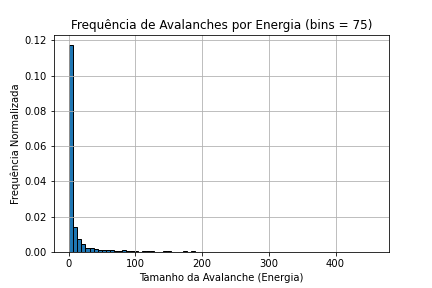 Frequência de Avalanches por Energia (bins = 75)
0.12
0.10
0.08
0.06
0.04
0.02
0.00
Frequência Normalizada
0 100 200 300 400
Tamanho da Avalanche (Energia)